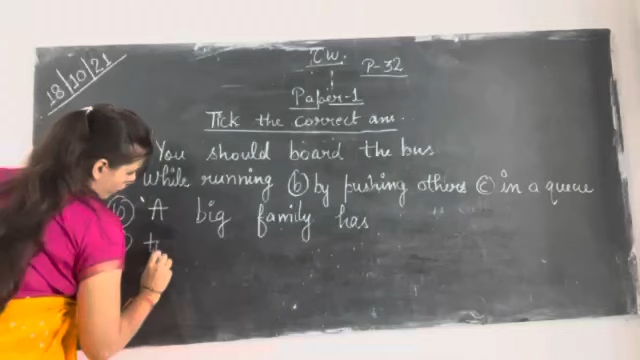 18/10/21
C.W.
P-32
Paper-1
Tick the correct ans.
You should board the bus
while running ⓑ by pushing others ⓒ in a queue
ⓑ A big family has
t